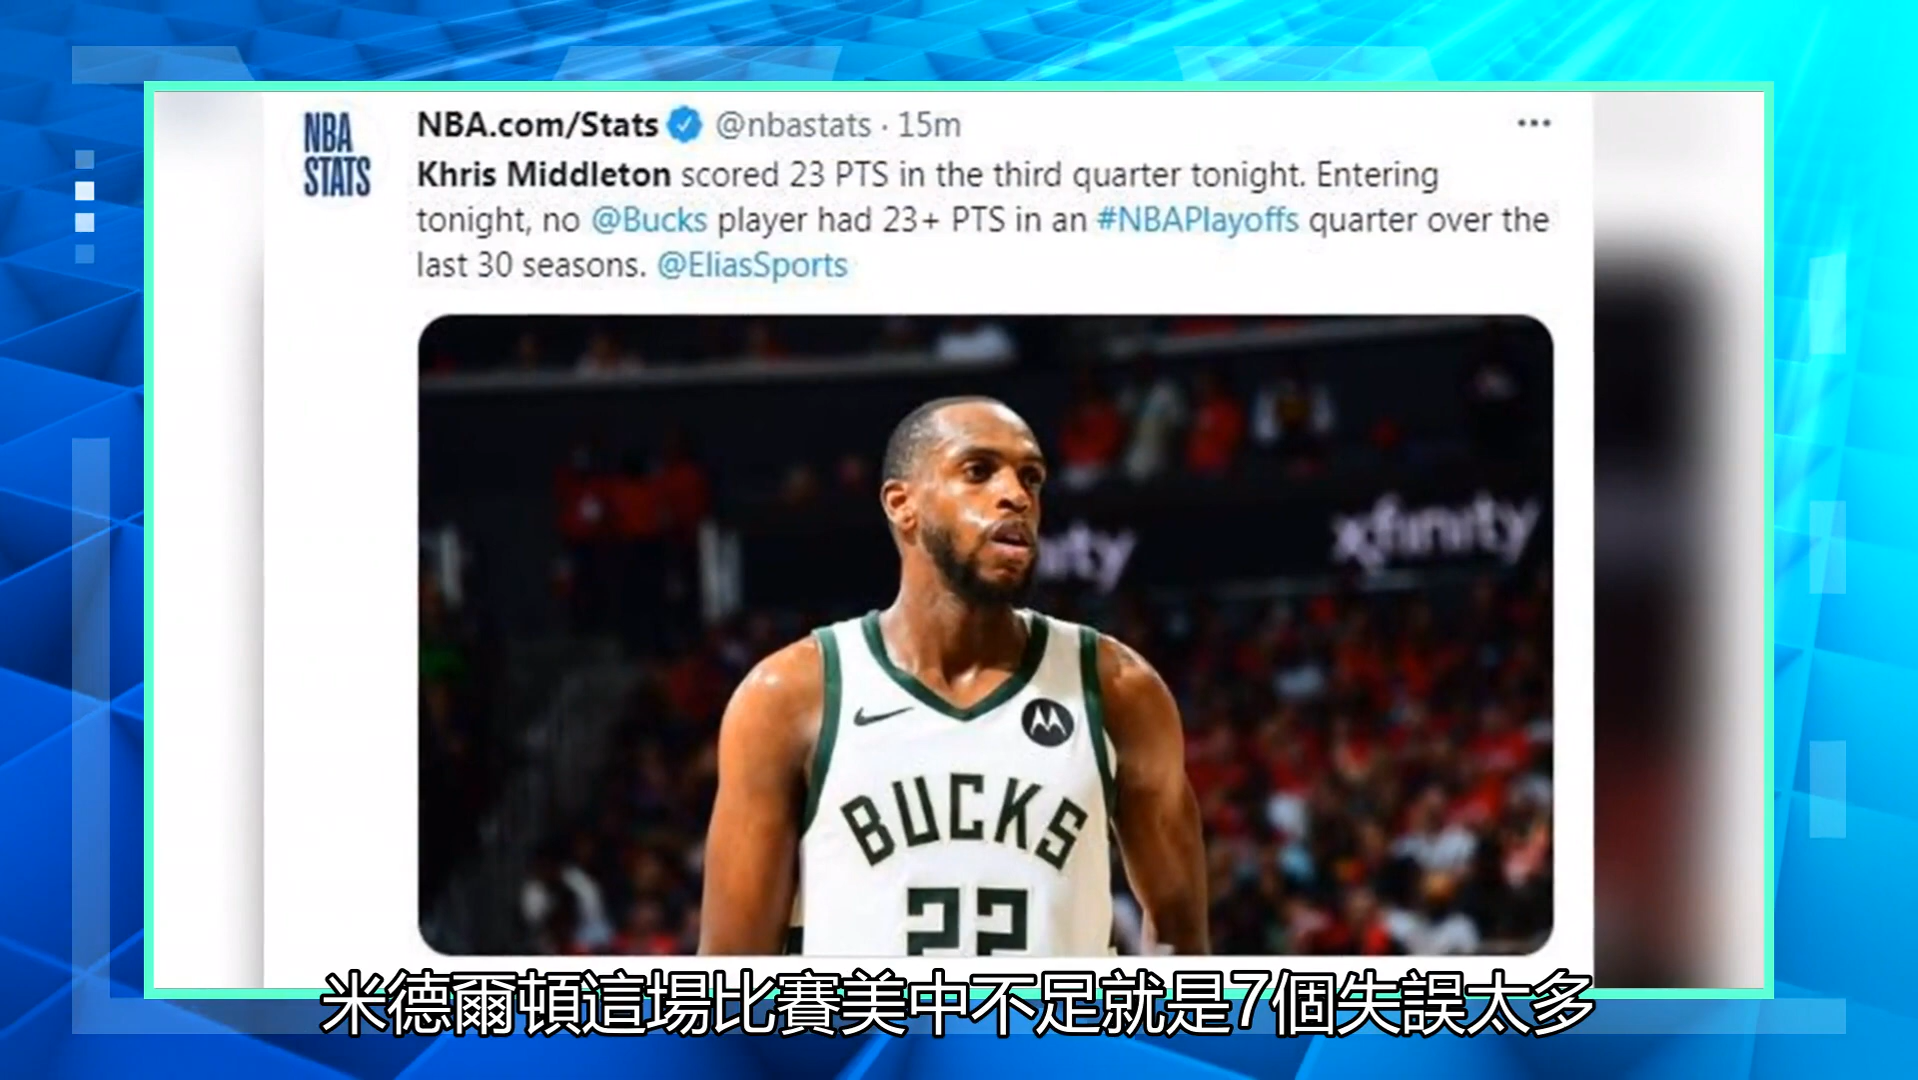 NBA
STATS
NBA.com/Stats @nbastats · 15m
Khris Middleton scored 23 PTS in the third quarter tonight. Entering
tonight, no @Bucks player had 23+ PTS in an #NBAPlayoffs quarter over the
last 30 seasons. @EliasSports
xfinity
BUCKS
22
米德爾頓這場比賽美中不足就是7個失誤太多